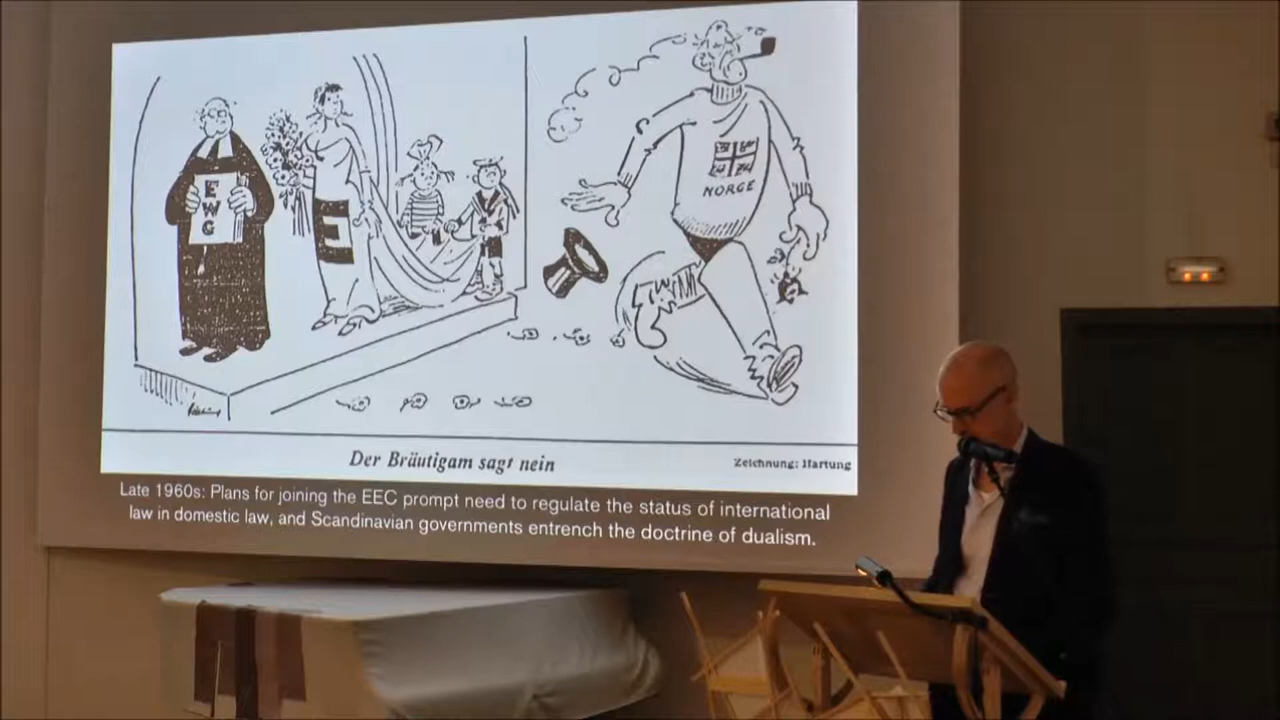 E
W
G
E
NORGE
Der Bräutigam sagt nein
Zeichnung: Hartung
Late 1960s: Plans for joining the EEC prompt need to regulate the status of international
law in domestic law, and Scandinavian governments entrench the doctrine of dualism.